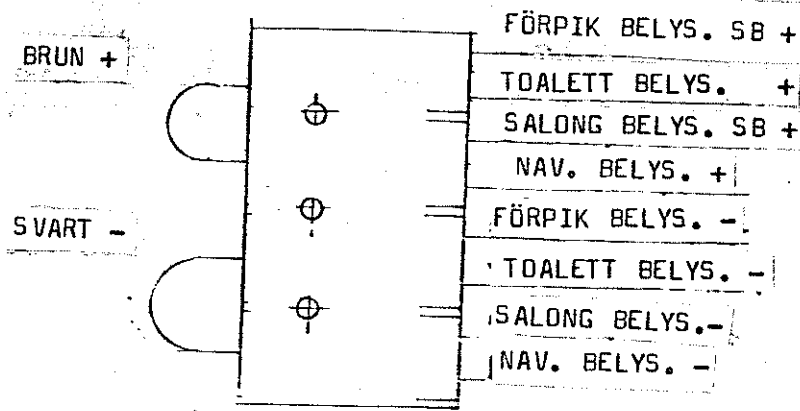 BRUN +
SVART -
FÖRPIK BELYS. SB +
TOALETT BELYS. +
SALONG BELYS. SB +
NAV. BELYS. +
FÖRPIK BELYS. -
TOALETT BELYS. -
SALONG BELYS.-
NAV. BELYS. -